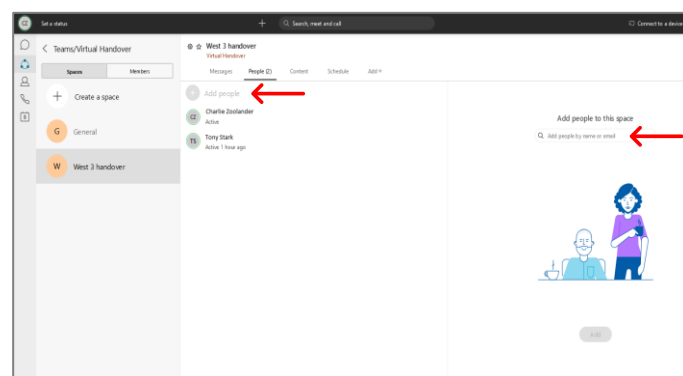 CZ Set a status + Search, meet and call Connect to a device
Teams/Virtual Handover
Spaces Members
+ Create a space
G General
W West 3 handover
West 3 handover
Virtual Handover
Messages People (2) Content Schedule Add +
+ Add people
CZ Charlie Zoolander
Active
TS Tony Stark
Active 1 hour ago
Add people to this space
Add people by name or email
Add